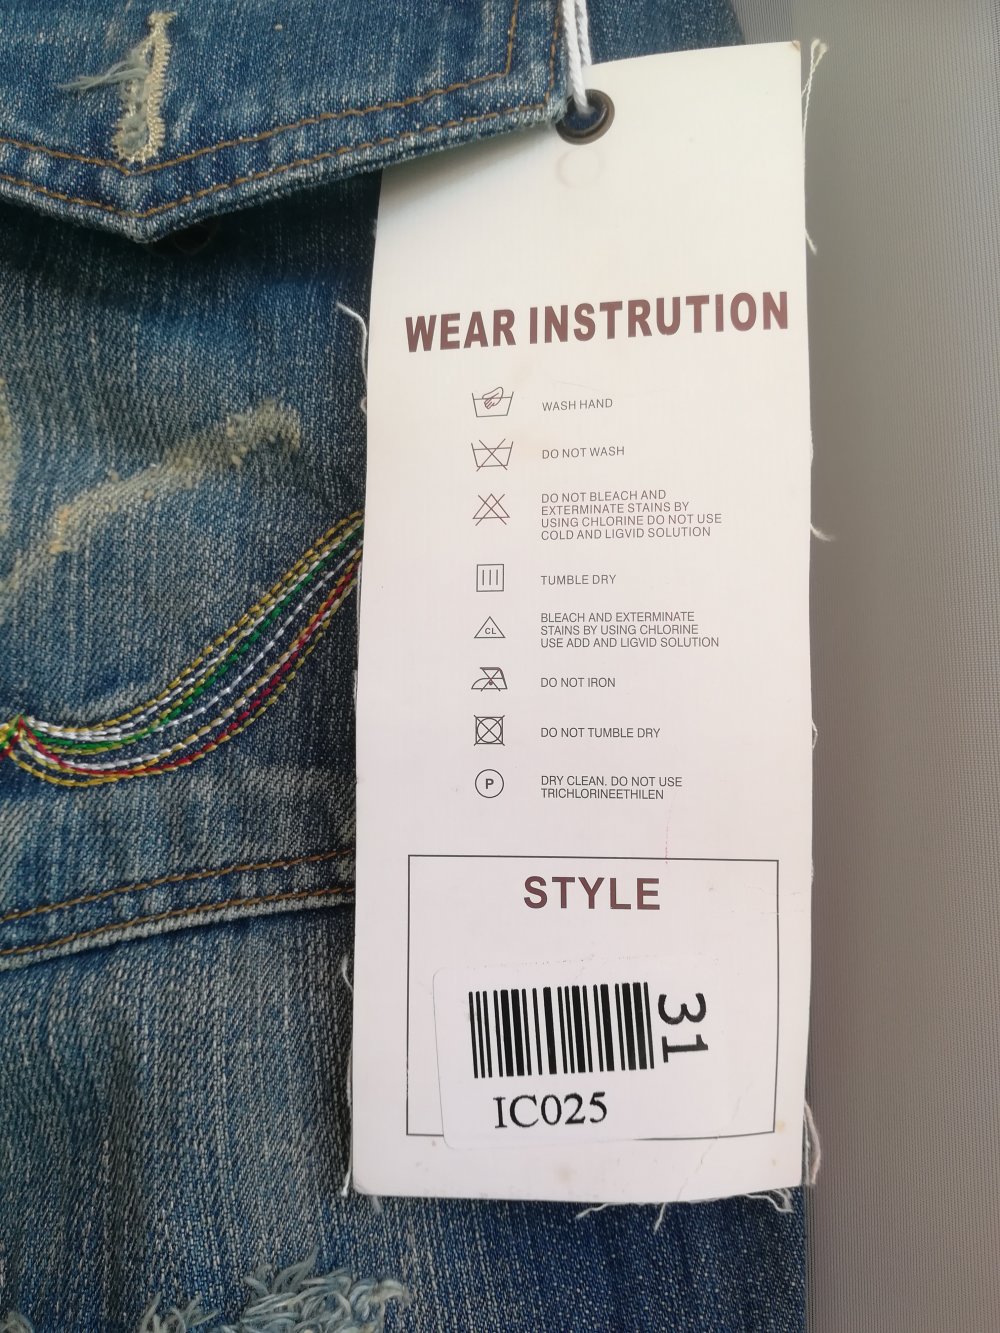 WEAR INSTRUTION
WASH HAND
DO NOT WASH
DO NOT BLEACH AND
EXTERMINATE STAINS BY
USING CHLORINE DO NOT USE
COLD AND LIGVID SOLUTION
TUMBLE DRY
CL
BLEACH AND EXTERMINATE
STAINS BY USING CHLORINE
USE ADD AND LIGVID SOLUTION
DO NOT IRON
DO NOT TUMBLE DRY
P
DRY CLEAN. DO NOT USE
TRICHLORINEETHILEN
STYLE
31
IC025